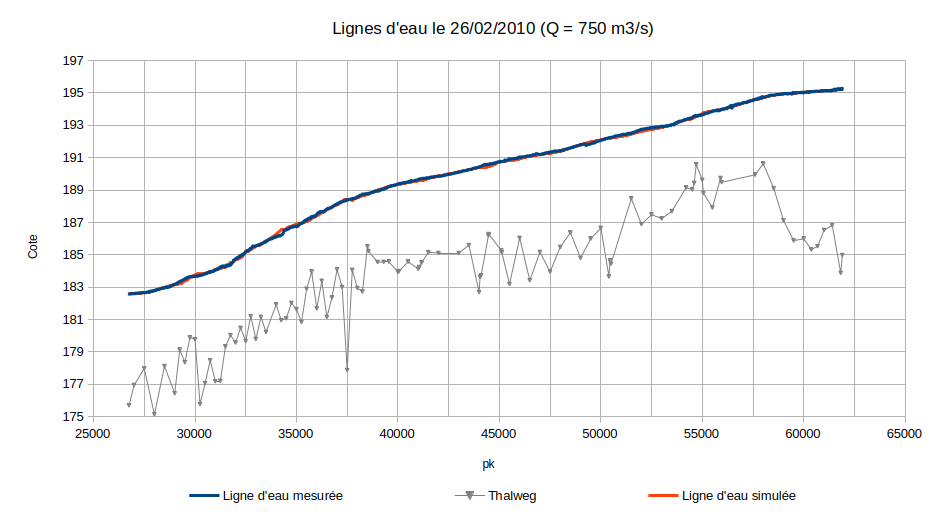 Lignes d'eau le 26/02/2010 (Q = 750 m3/s)
197
195
193
191
189
187
185
183
181
179
177
175
Cote
25000 30000 35000 40000 45000 50000 55000 60000 65000
pk
Ligne d'eau mesurée Thalweg Ligne d'eau simulée